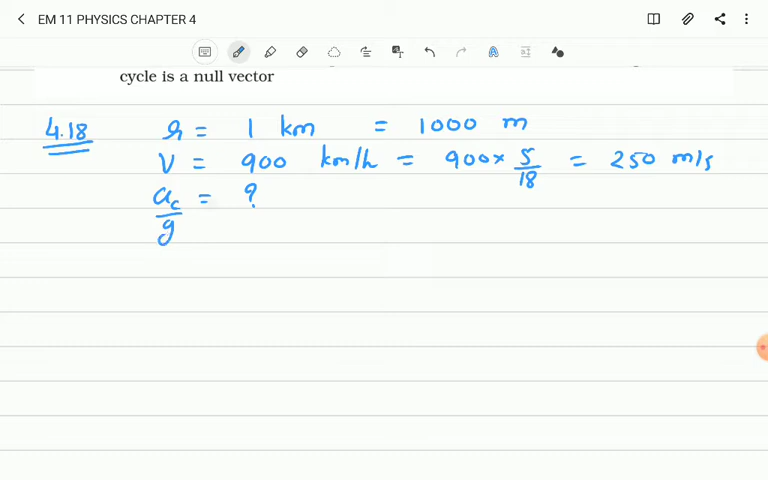 EM 11 PHYSICS CHAPTER 4
cycle is a null vector
4.18 r = 1 km = 1000 m
V = 900 km/h = 900 × 5/18 = 250 m/s
a_c/g = ?